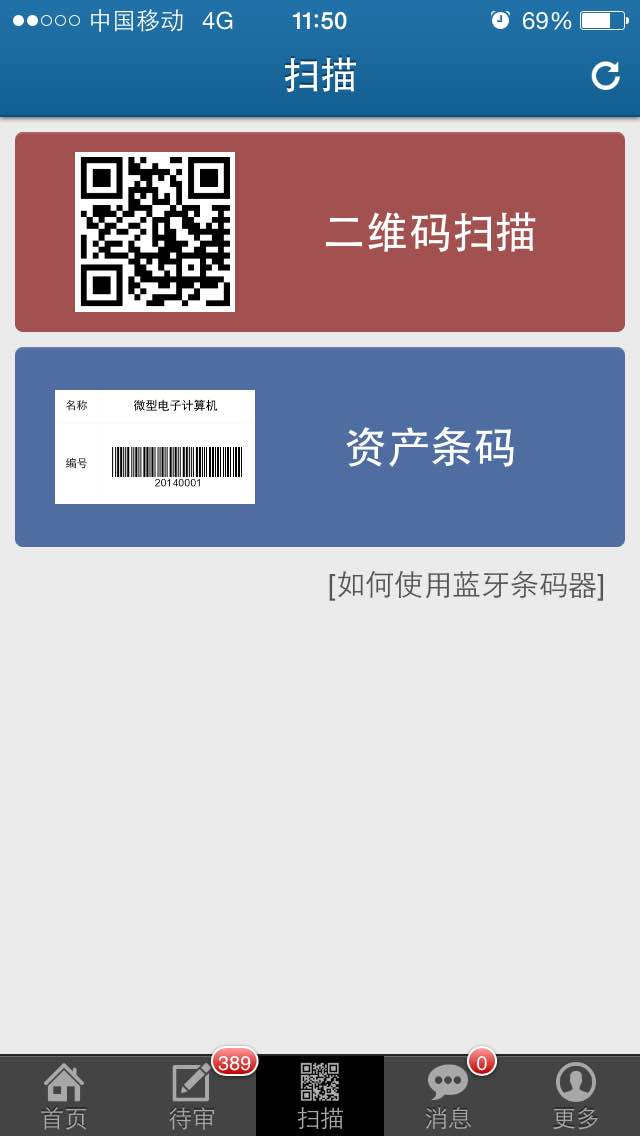 中国移动 4G 11:50 69%
扫描
二维码扫描
名称 微型电子计算机
编号
20140001
资产条码
[如何使用蓝牙条码器]
389 0
首页 待审 扫描 消息 更多